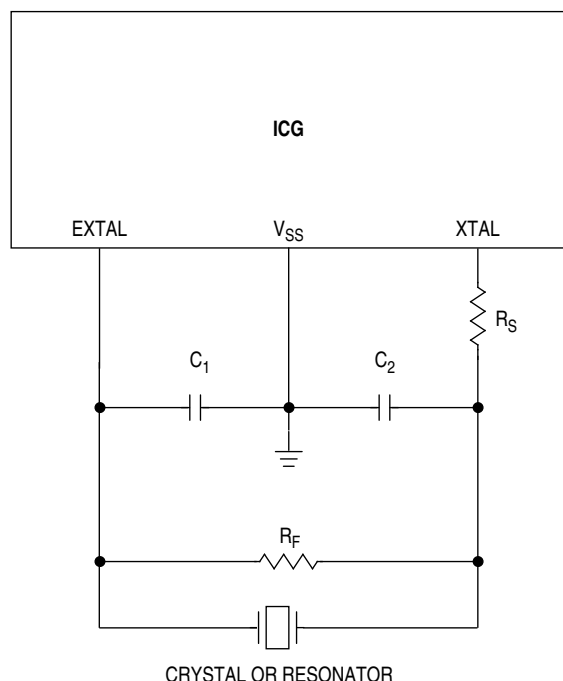 ICG
EXTAL
VSS
XTAL
RS
C1
C2
RF
CRYSTAL OR RESONATOR